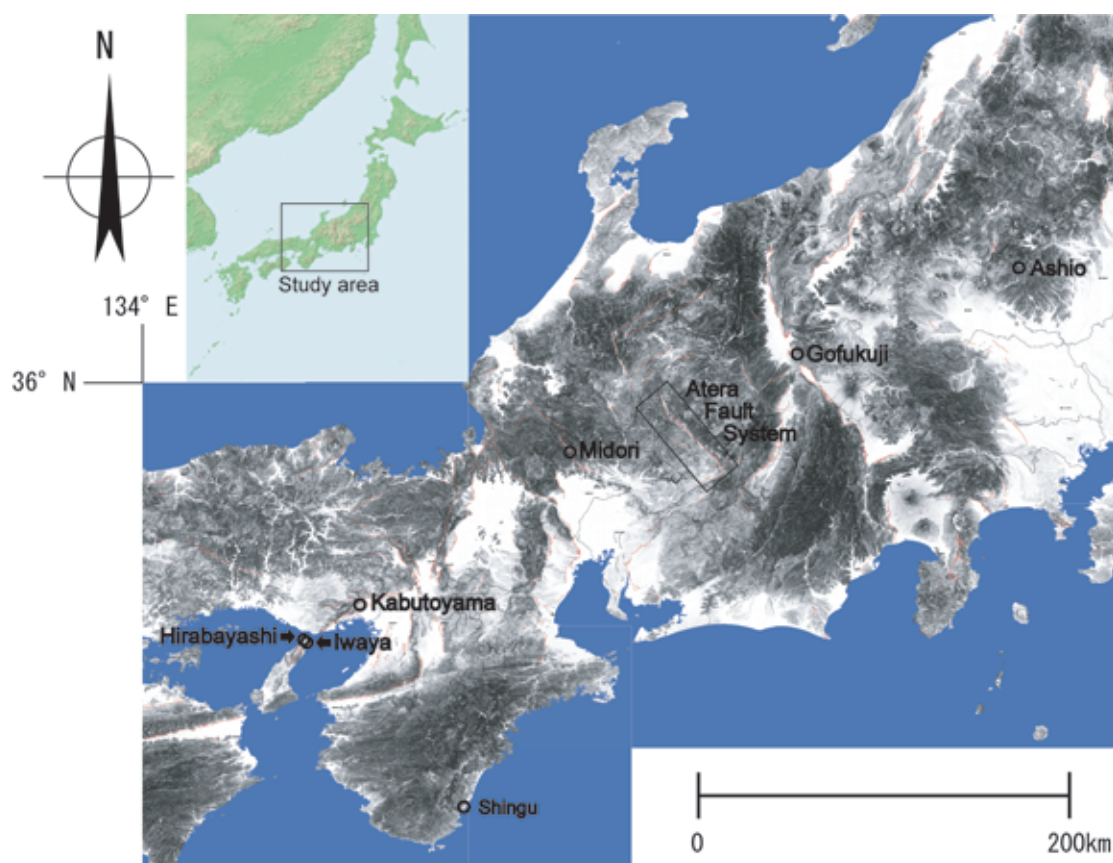 N
134° E
36° N
Study area
Ashio
Gofukuji
Atera
Fault
System
Midori
Kabutoyama
Hirabayashi
Iwaya
Shingu
0
200km